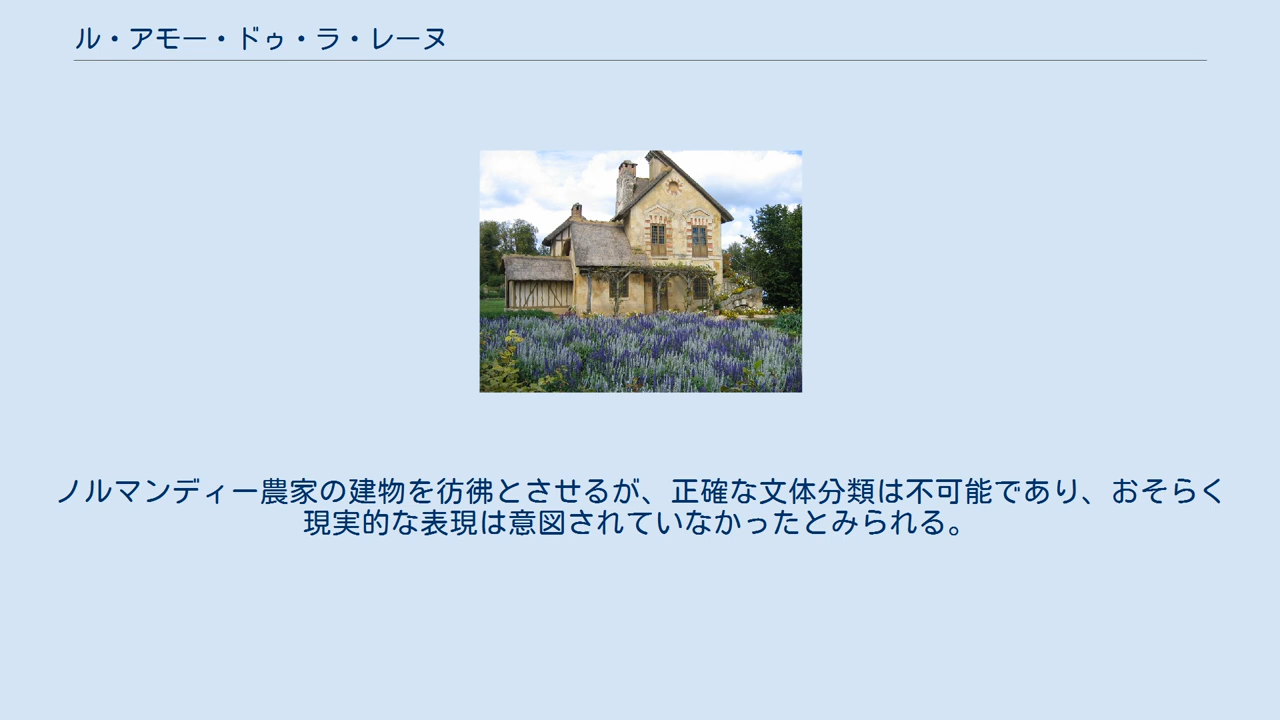 ル・アモー・ドゥ・ラ・レーヌ
ノルマンディー農家の建物を彷彿とさせるが、正確な文体分類は不可能であり、おそらく
現実的な表現は意図されていなかったとみられる。